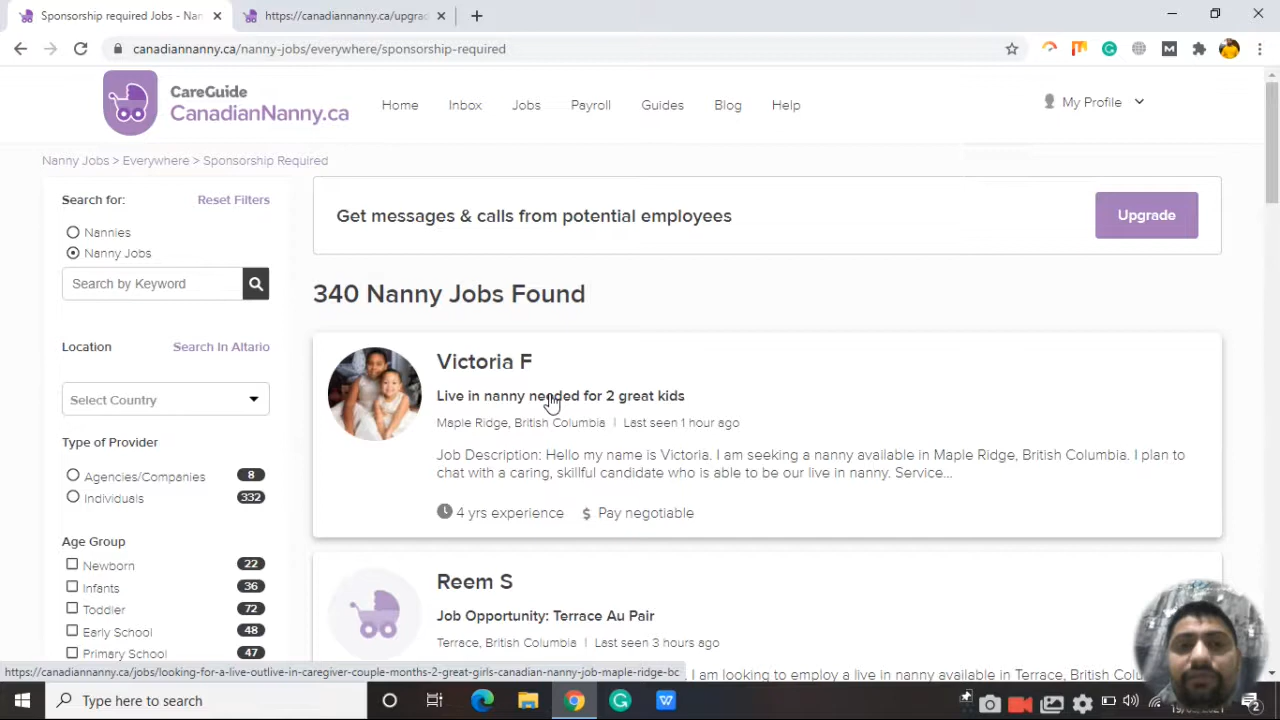 Sponsorship required Jobs - Nan
https://canadiannanny.ca/upgrad
canadiannanny.ca/nanny-jobs/everywhere/sponsorship-required
CareGuide
CanadianNanny.ca
Home Inbox Jobs Payroll Guides Blog Help
My Profile
Nanny Jobs > Everywhere > Sponsorship Required
Search for: Reset Filters
Nannies
Nanny Jobs
Search by Keyword
Location Search In Altario
Select Country
Type of Provider
Agencies/Companies 8
Individuals 332
Age Group
Newborn 22
Infants 36
Toddler 72
Early School 48
Primary School 47
Get messages & calls from potential employees
Upgrade
340 Nanny Jobs Found
Victoria F
Live in nanny needed for 2 great kids
Maple Ridge, British Columbia | Last seen 1 hour ago
Job Description: Hello my name is Victoria. I am seeking a nanny available in Maple Ridge, British Columbia. I plan to
chat with a caring, skillful candidate who is able to be our live in nanny. Service...
4 yrs experience $ Pay negotiable
Reem S
Job Opportunity: Terrace Au Pair
Terrace, British Columbia | Last seen 3 hours ago
I am looking to employ a live in nanny available in Terrace, British
https://canadiannanny.ca/jobs/looking-for-a-live-outlive-in-caregiver-couple-months-2-great-girls-canadian-nanny-job-maple-ridge-bc
Type here to search
2